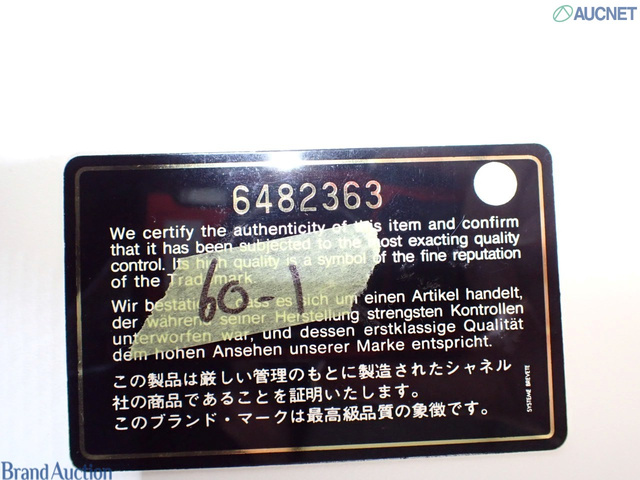 AUCNET
6482363
We certify the authenticity of this item and confirm
that it has been subjected to the most exacting quality
control. Its high quality is a symbol of the fine reputation
of the Trademark.
60-1
Wir bestätigen, dass es sich um einen Artikel handelt,
der während seiner Herstellung strengsten Kontrollen
unterworfen war, und dessen erstklassige Qualität
dem hohen Ansehen unserer Marke entspricht.
この製品は厳しい管理のもとに製造されたシャネル
社の商品であることを証明いたします。
このブランド・マークは最高級品質の象徴です。
SYSTEME BREVETE
Brand Auction